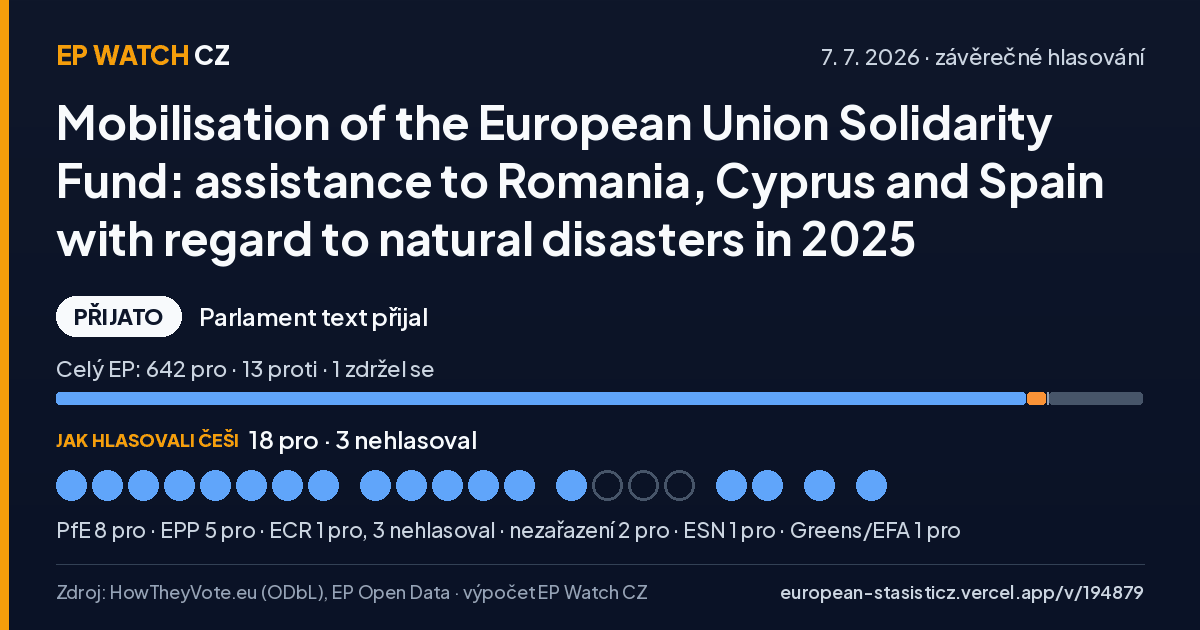 EP WATCH CZ
7. 7. 2026 · závěrečné hlasování
Mobilisation of the European Union Solidarity
Fund: assistance to Romania, Cyprus and Spain
with regard to natural disasters in 2025
PŘIJATO Parlament text přijal
Celý EP: 642 pro · 13 proti · 1 zdržel se
JAK HLASOVALI ČEŠI 18 pro · 3 nehlasoval
PfE 8 pro · EPP 5 pro · ECR 1 pro, 3 nehlasoval · nezařazení 2 pro · ESN 1 pro · Greens/EFA 1 pro
Zdroj: HowTheyVote.eu (ODbL), EP Open Data · výpočet EP Watch CZ
european-stasisticz.vercel.app/v/194879